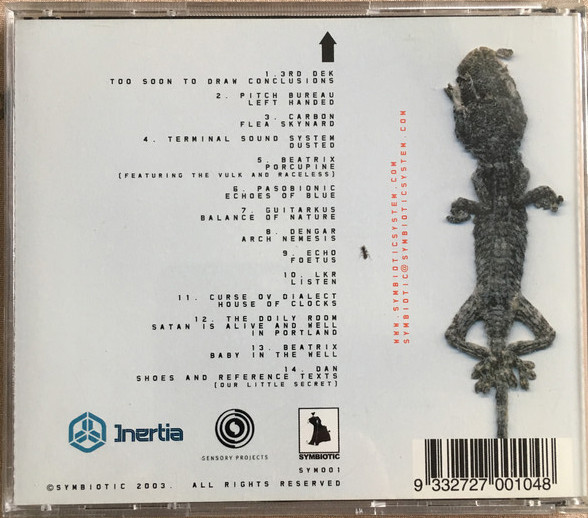 1. 3RD DEK
TOO SOON TO DRAW CONCLUSIONS
2. PITCH BUREAU
LEFT HANDED
3. CARBON
FLEA SKYNARD
4. TERMINAL SOUND SYSTEM
DUSTED
5. BEATRIX
PORCUPINE
(FEATURING THE VULK AND RACELESS)
6. PASOBIONIC
ECHOES OF BLUE
7. GUITARKUS
BALANCE OF NATURE
8. DENGAR
ARCH NEMESIS
9. ECHO
FOETUS
10. LKR
LISTEN
11. CURSE OV DIALECT
HOUSE OF CLOCKS
12. THE DOILY ROOM
SATAN IS ALIVE AND WELL
IN PORTLAND
13. BEATRIX
BABY IN THE WELL
14. DAN
SHOES AND REFERENCE TEXTS
(OUR LITTLE SECRET)
WWW.SYMBIOTICSYSTEM.COM
SYMBIOTIC@SYMBIOTICSYSTEM.COM
Inertia
SENSORY PROJECTS
SYMBIOTIC
SYM001
©SYMBIOTIC 2003. ALL RIGHTS RESERVED
9 332727 001048